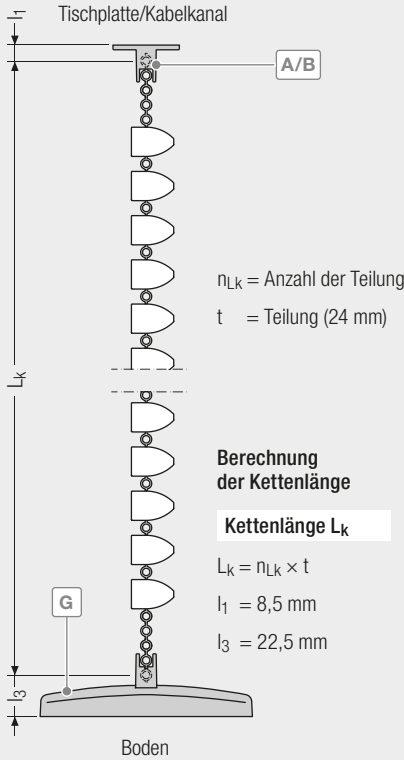 l1
Tischplatte/Kabelkanal
A/B
nLk = Anzahl der Teilung
t = Teilung (24 mm)
Lk
Berechnung
der Kettenlänge
Kettenlänge Lk
Lk = nLk × t
l1 = 8,5 mm
G
l3 = 22,5 mm
l3
Boden